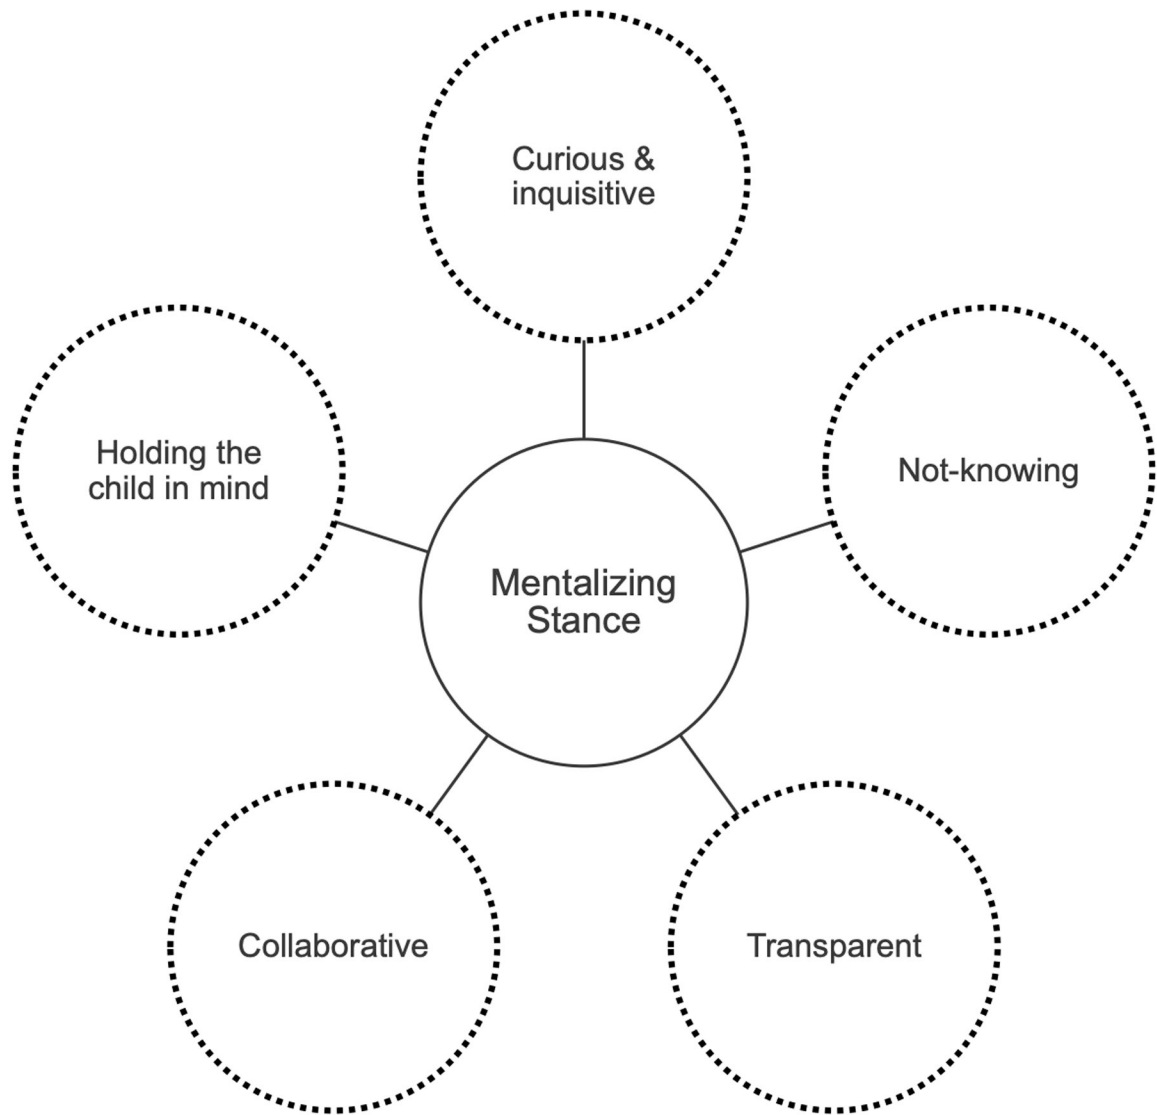 Curious &
inquisitive
Holding the
child in mind
Not-knowing
Mentalizing
Stance
Collaborative
Transparent